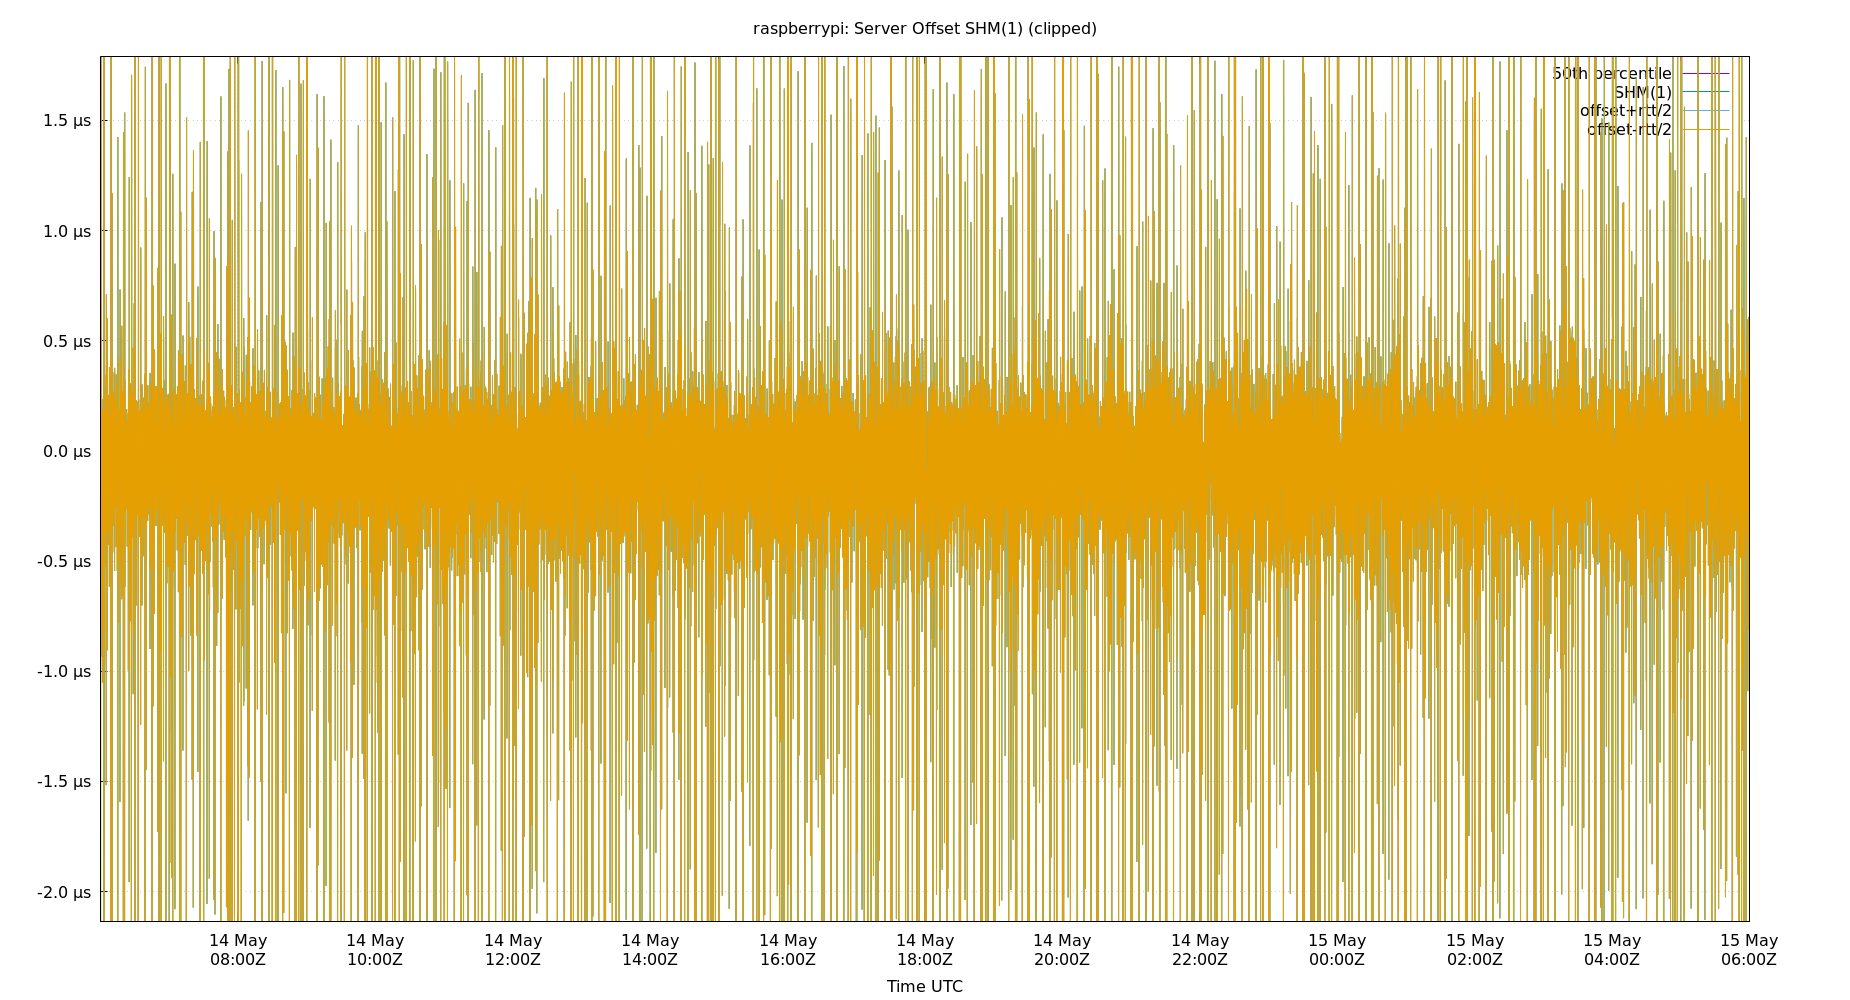 raspberrypi: Server Offset SHM(1) (clipped)
50th percentile
SHM(1)
offset+rtt/2
offset-rtt/2
1.5 µs
1.0 µs
0.5 µs
0.0 µs
-0.5 µs
-1.0 µs
-1.5 µs
-2.0 µs
14 May 14 May 14 May 14 May 14 May 14 May 14 May 14 May 15 May 15 May 15 May 15 May
08:00Z 10:00Z 12:00Z 14:00Z 16:00Z 18:00Z 20:00Z 22:00Z 00:00Z 02:00Z 04:00Z 06:00Z
Time UTC